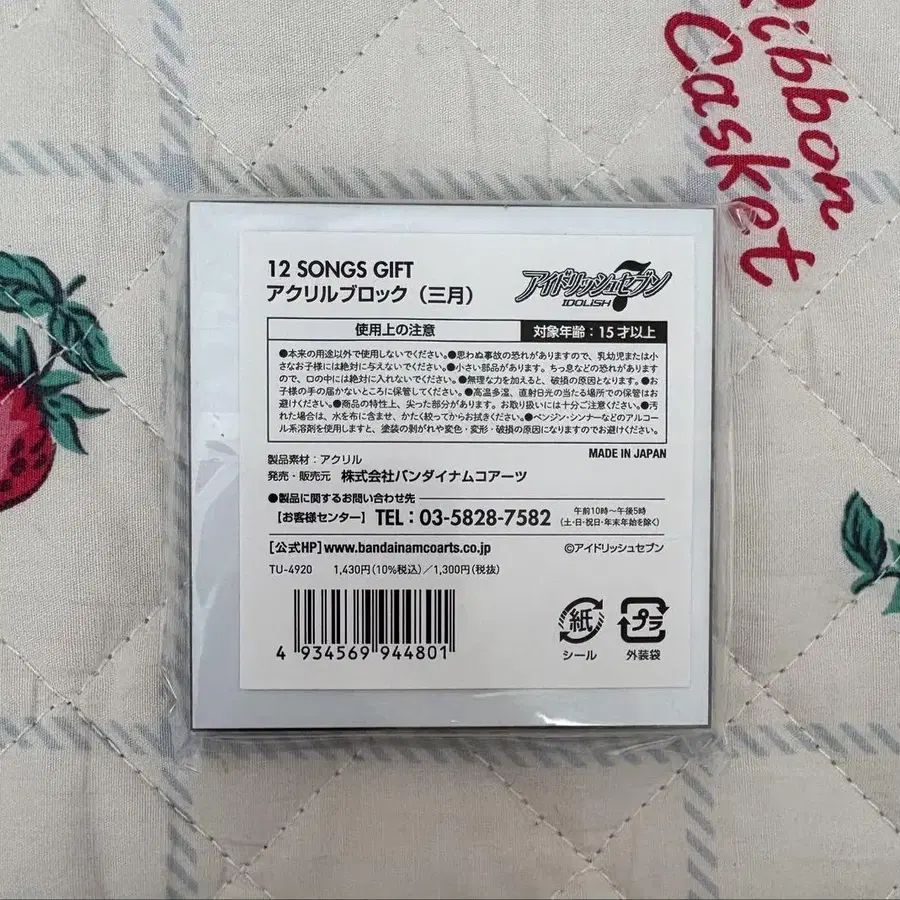 Ribbon
Casket
12 SONGS GIFT
アクリルブロック（三月）
アイドリッシュセブン
7
IDOLiSH
使用上の注意
対象年齢：15才以上
●本来の用途以外で使用しないでください。●思わぬ事故の恐れがありますので、乳幼児または小
さなお子様には絶対に与えないでください。●小さい部品があります。ちっ息などの恐れがあります
ので、口の中には絶対に入れないでください。●無理な力を加えると、破損の原因となります。●お
子様の手の届かないところに保管してください。●高温多湿、直射日光の当たる場所での保管はお
避けください。●商品の特性上、尖った部分があります。お取り扱いには十分ご注意ください。●汚
れた場合は、水を布に含ませ、かたく絞ってからお拭きください。●ベンジン・シンナーなどのアルコー
ル系溶剤を使用しますと、塗装の剥がれや変色・変形・破損の原因になりますのでお避けください。
MADE IN JAPAN
製品素材：アクリル
発売・販売元 株式会社バンダイナムコアーツ
●製品に関するお問い合わせ先
【お客様センター】 TEL：03-5828-7582
午前10時〜午後5時
（土・日・祝日・年末年始を除く）
[公式HP] www.bandainamcoarts.co.jp
©アイドリッシュセブン
TU-4920 1,430円(10%税込)／1,300円(税抜)
4 934569 944801
紙
シール
プラ
外装袋